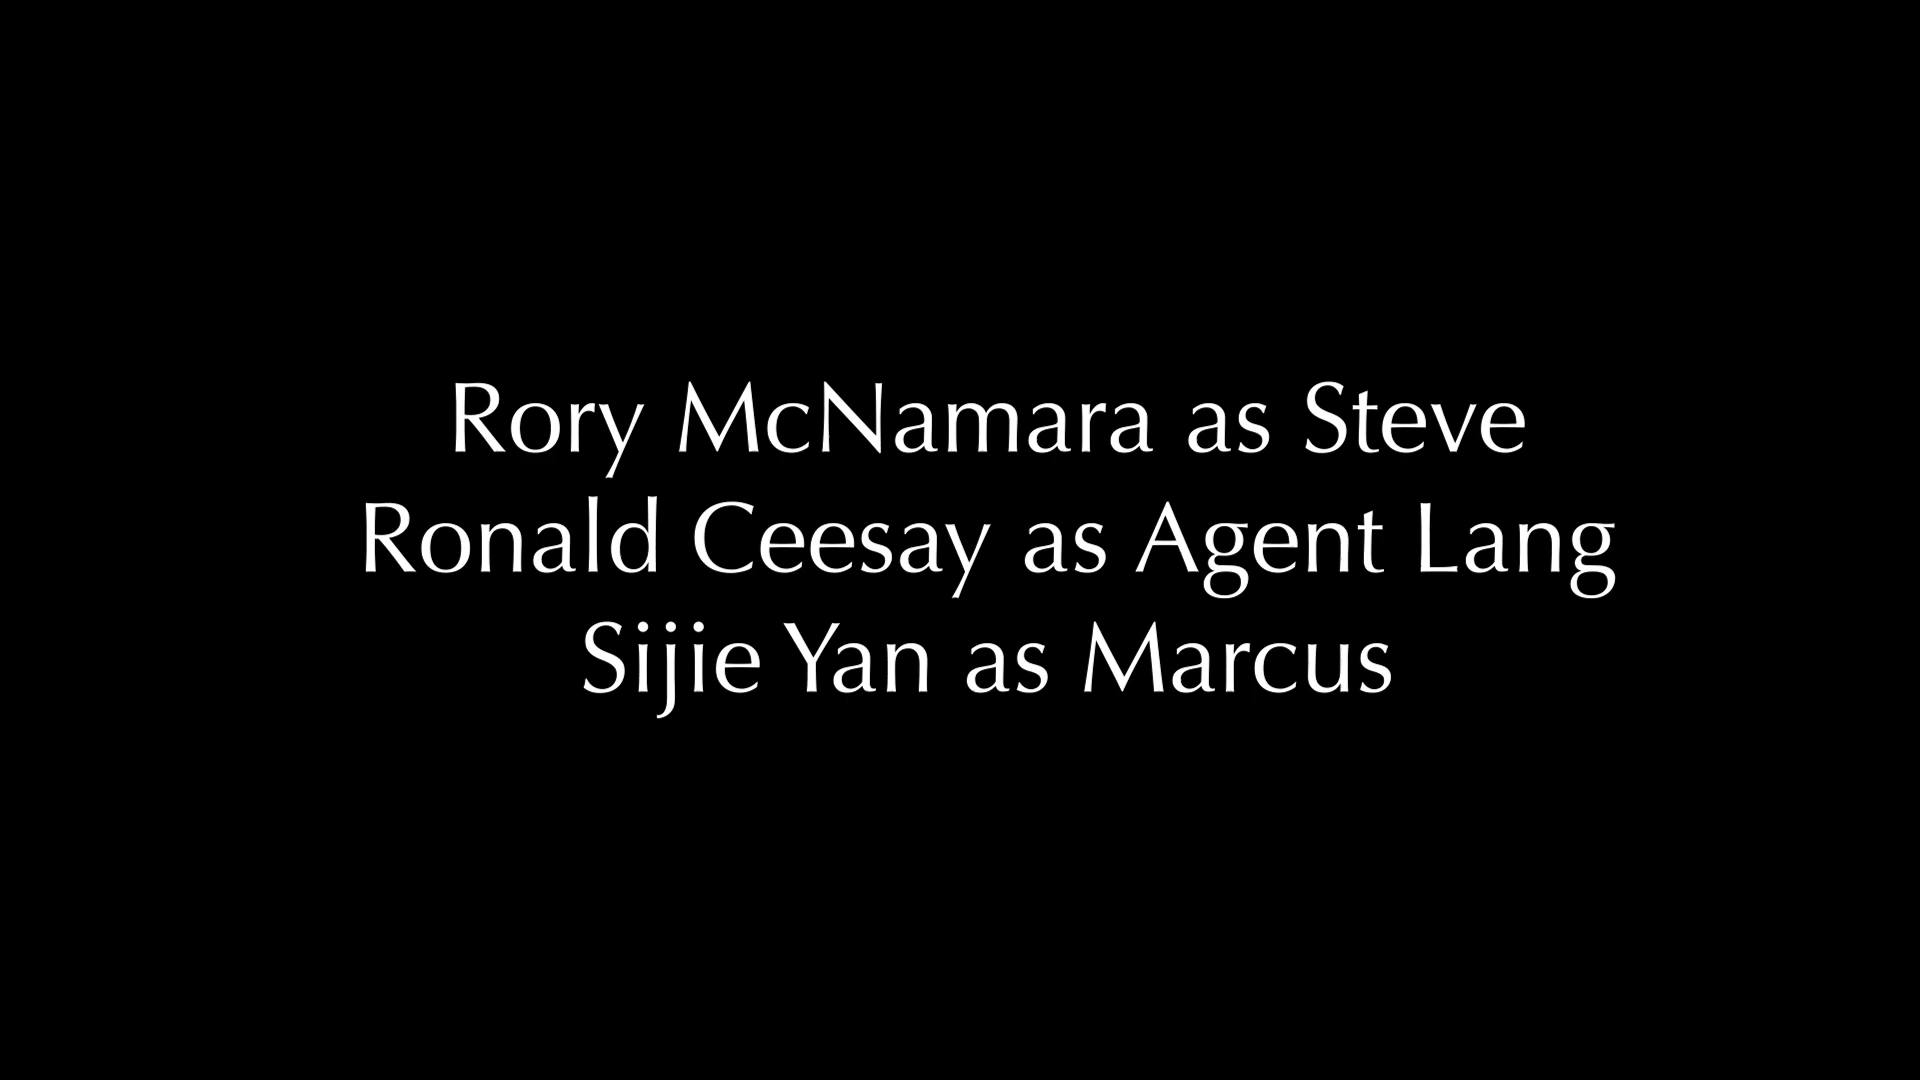 Rory McNamara as Steve
Ronald Ceesay as Agent Lang
Sijie Yan as Marcus